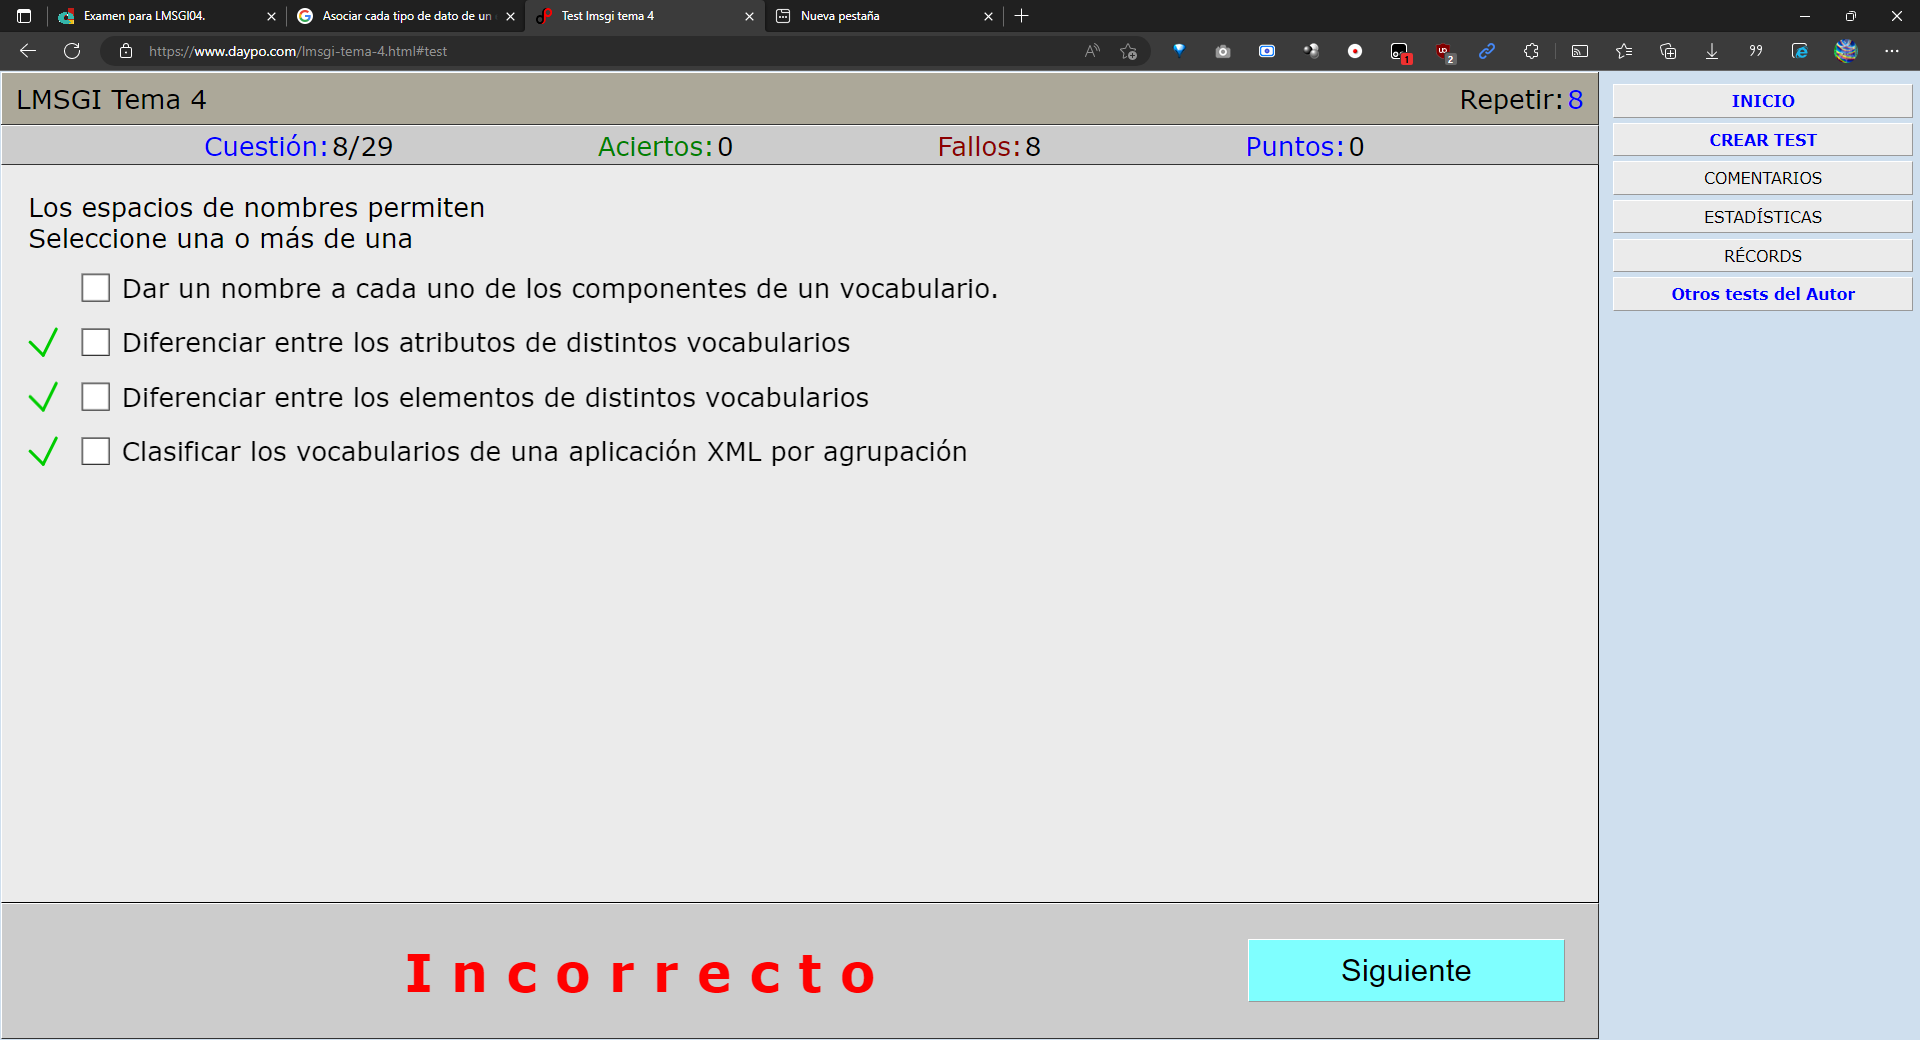 Examen para LMSGI04.
Asociar cada tipo de dato de un
Test lmsgi tema 4
Nueva pestaña
https://www.daypo.com/lmsgi-tema-4.html#test
1
2
LMSGI Tema 4
Repetir:8
Cuestión:8/29
Aciertos:0
Fallos:8
Puntos:0
Los espacios de nombres permiten
Seleccione una o más de una
Dar un nombre a cada uno de los componentes de un vocabulario.
Diferenciar entre los atributos de distintos vocabularios
Diferenciar entre los elementos de distintos vocabularios
Clasificar los vocabularios de una aplicación XML por agrupación
Incorrecto
Siguiente
INICIO
CREAR TEST
COMENTARIOS
ESTADÍSTICAS
RÉCORDS
Otros tests del Autor